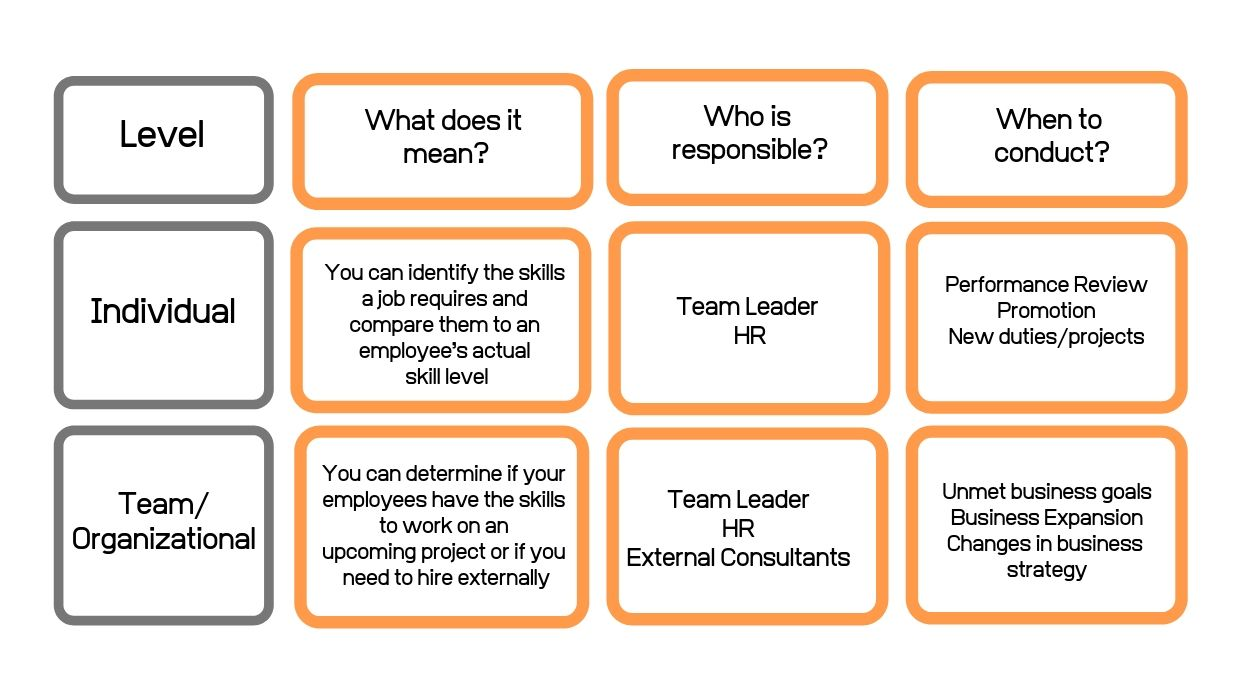 Level
What does it
mean?
Who is
responsible?
When to
conduct?
Individual
You can identify the skills
a job requires and
compare them to an
employee's actual
skill level
Team Leader
HR
Performance Review
Promotion
New duties/projects
Team/
Organizational
You can determine if your
employees have the skills
to work on an
upcoming project or if you
need to hire externally
Team Leader
HR
External Consultants
Unmet business goals
Business Expansion
Changes in business
strategy